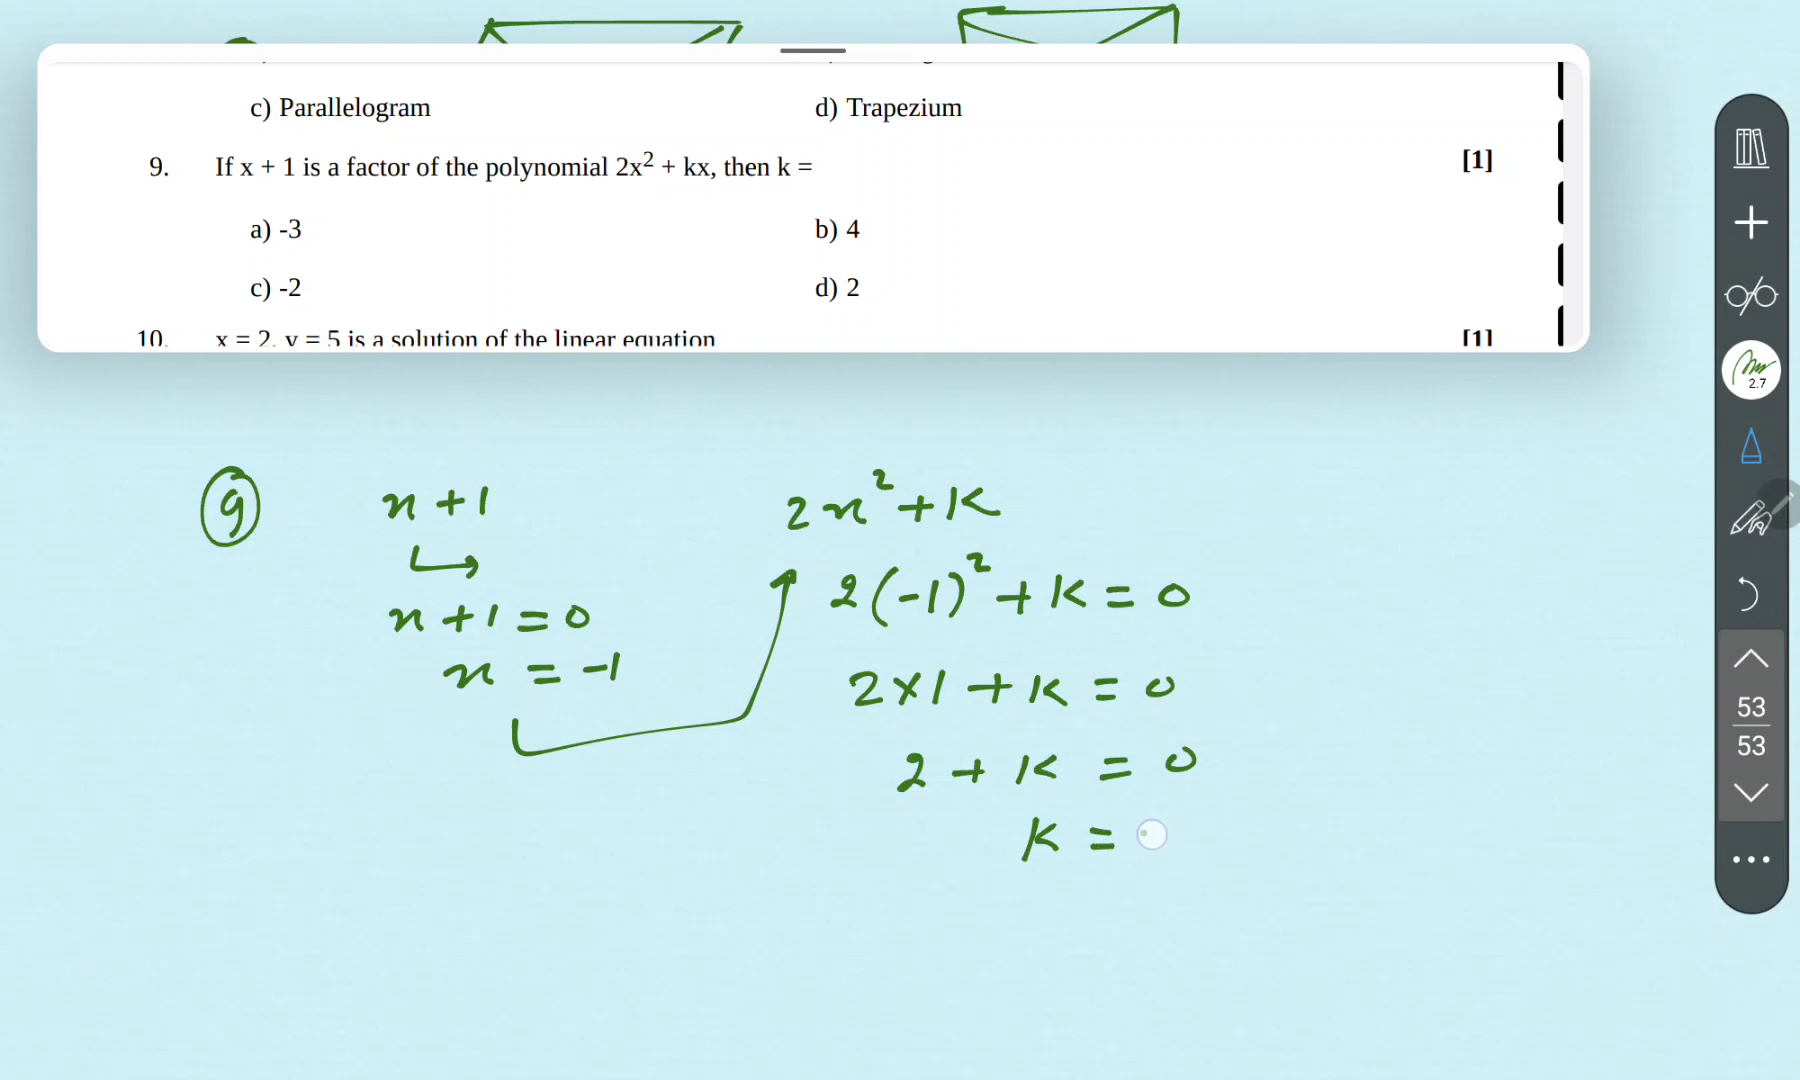 c) Parallelogram
d) Trapezium
9. If x + 1 is a factor of the polynomial 2x² + kx, then k = [1]
a) -3
b) 4
c) -2
d) 2
10. x = 2, y = 5 is a solution of the linear equation [1]
9
x + 1
x + 1 = 0
x = -1
2x² + K
2(-1)² + K = 0
2×1 + K = 0
2 + K = 0
K =
2.7
53
53